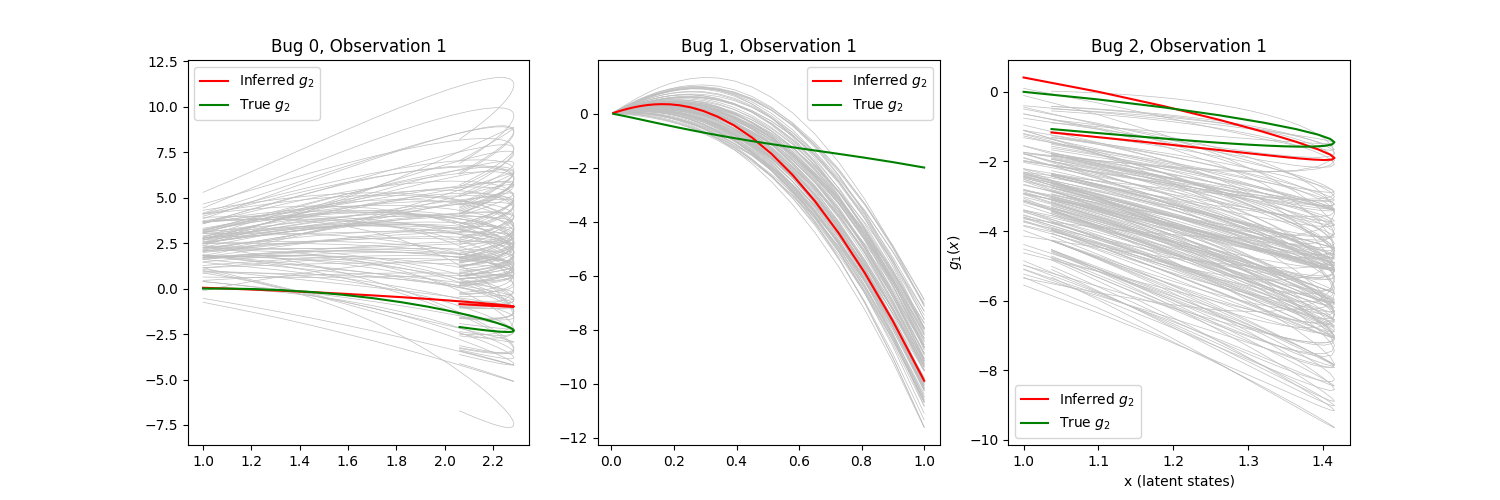 Bug 0, Observation 1
12.5
10.0
7.5
5.0
2.5
0.0
−2.5
−5.0
−7.5
Inferred g₂
True g₂
1.0 1.2 1.4 1.6 1.8 2.0 2.2
Bug 1, Observation 1
0
−2
−4
−6
−8
−10
−12
Inferred g₂
True g₂
0.0 0.2 0.4 0.6 0.8 1.0
Bug 2, Observation 1
g₁(x)
0
−2
−4
−6
−8
−10
Inferred g₂
True g₂
1.0 1.1 1.2 1.3 1.4
x (latent states)